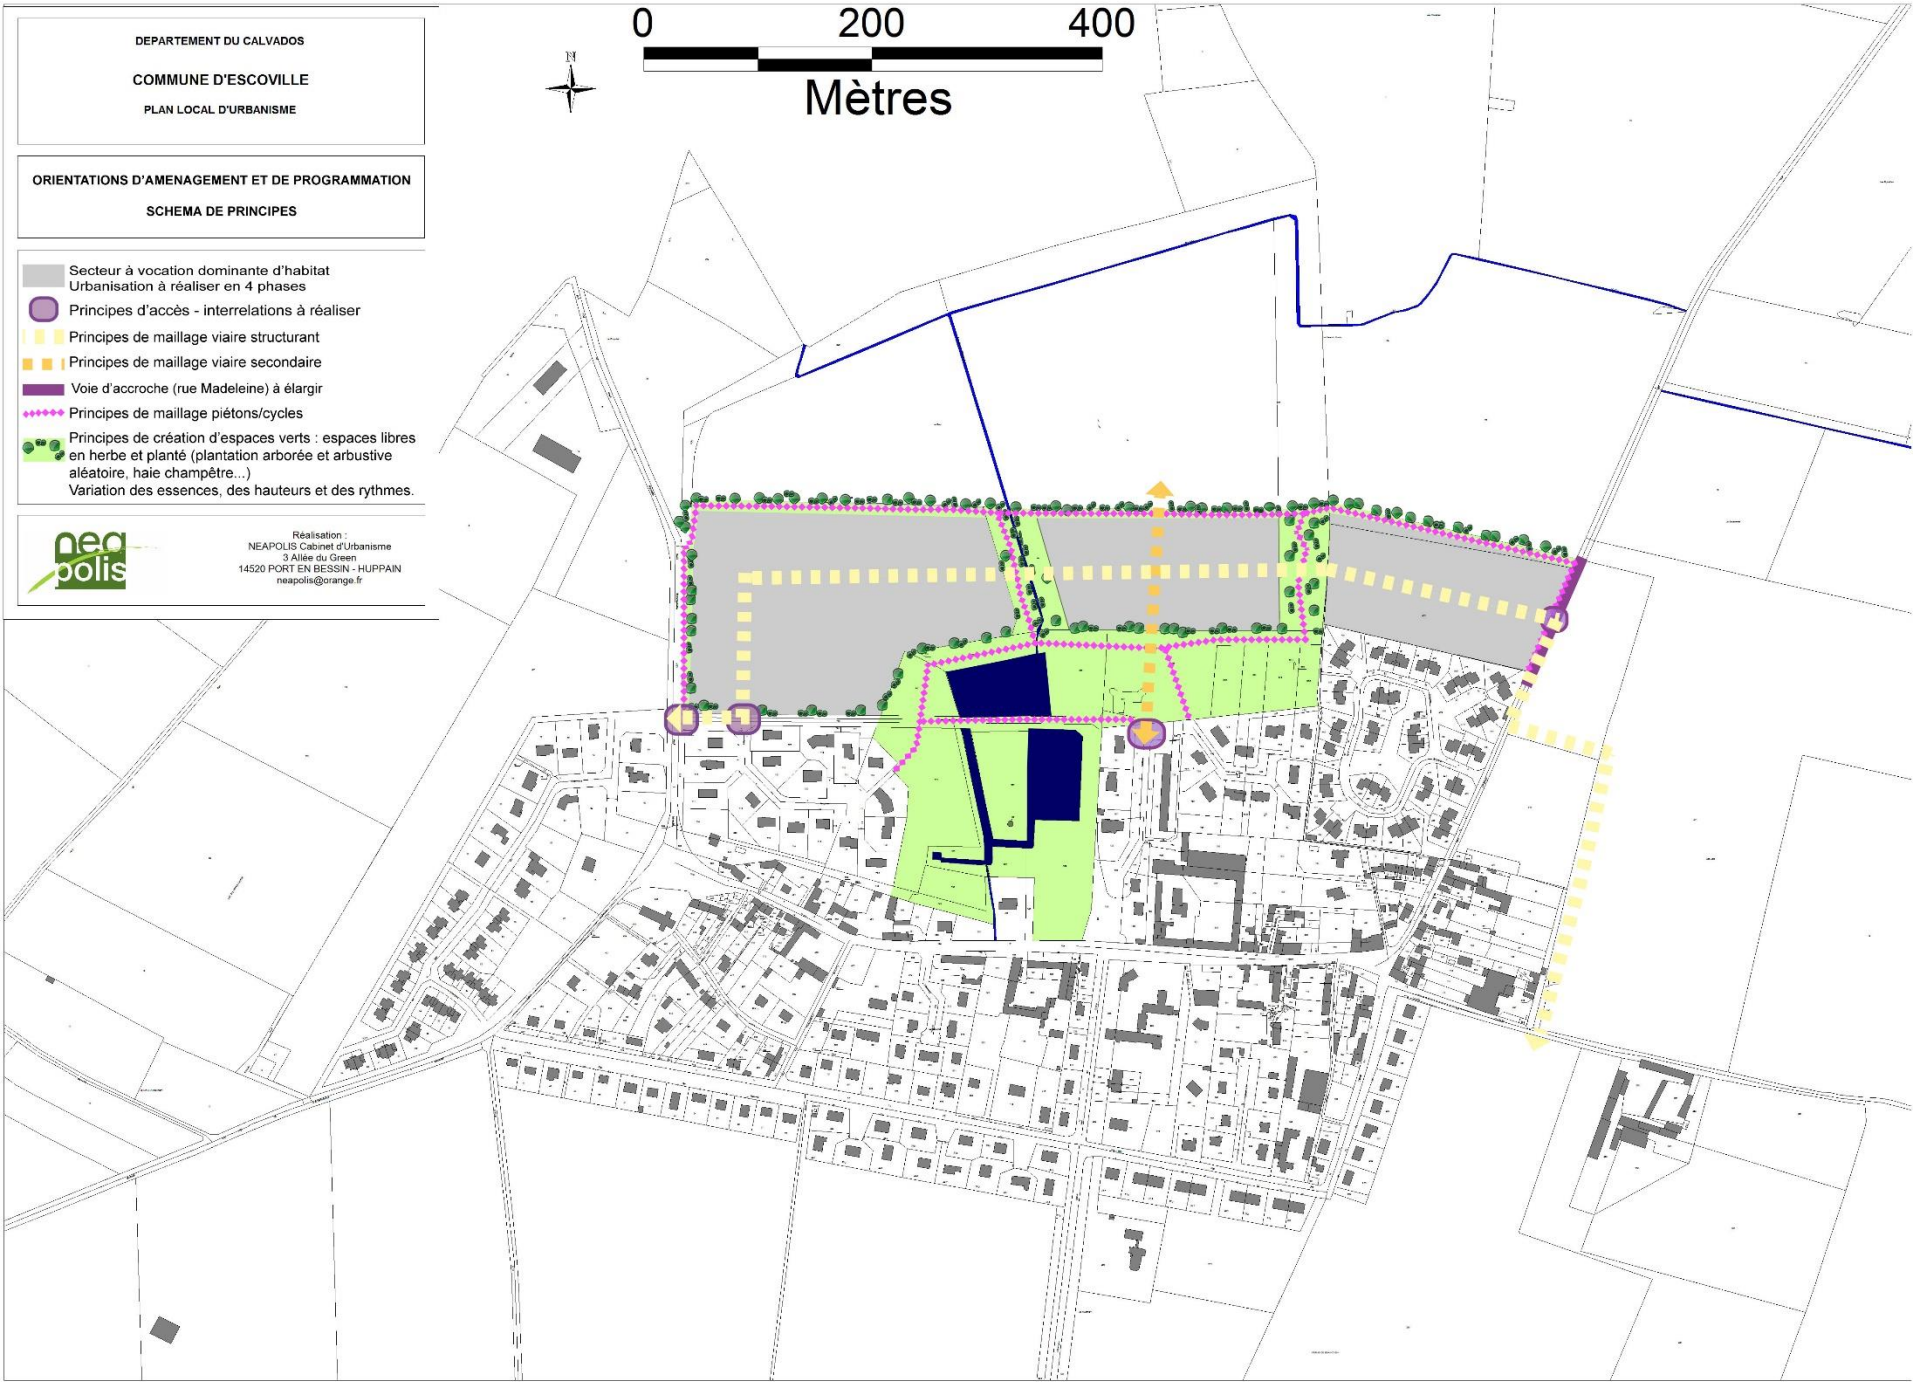 DEPARTEMENT DU CALVADOS
COMMUNE D'ESCOVILLE
PLAN LOCAL D'URBANISME
ORIENTATIONS D'AMENAGEMENT ET DE PROGRAMMATION
SCHEMA DE PRINCIPES
Secteur à vocation dominante d'habitat
Urbanisation à réaliser en 4 phases
Principes d'accès - interrelations à réaliser
Principes de maillage viaire structurant
Principes de maillage viaire secondaire
Voie d'accroche (rue Madeleine) à élargir
Principes de maillage piétons/cycles
Principes de création d'espaces verts : espaces libres
en herbe et planté (plantation arborée et arbustive
aléatoire, haie champêtre...)
Variation des essences, des hauteurs et des rythmes.
nea
polis
Réalisation :
NEAPOLIS Cabinet d'Urbanisme
3 Allée du Green
14520 PORT EN BESSIN - HUPPAIN
neapolis@orange.fr
N
0 200 400
Mètres